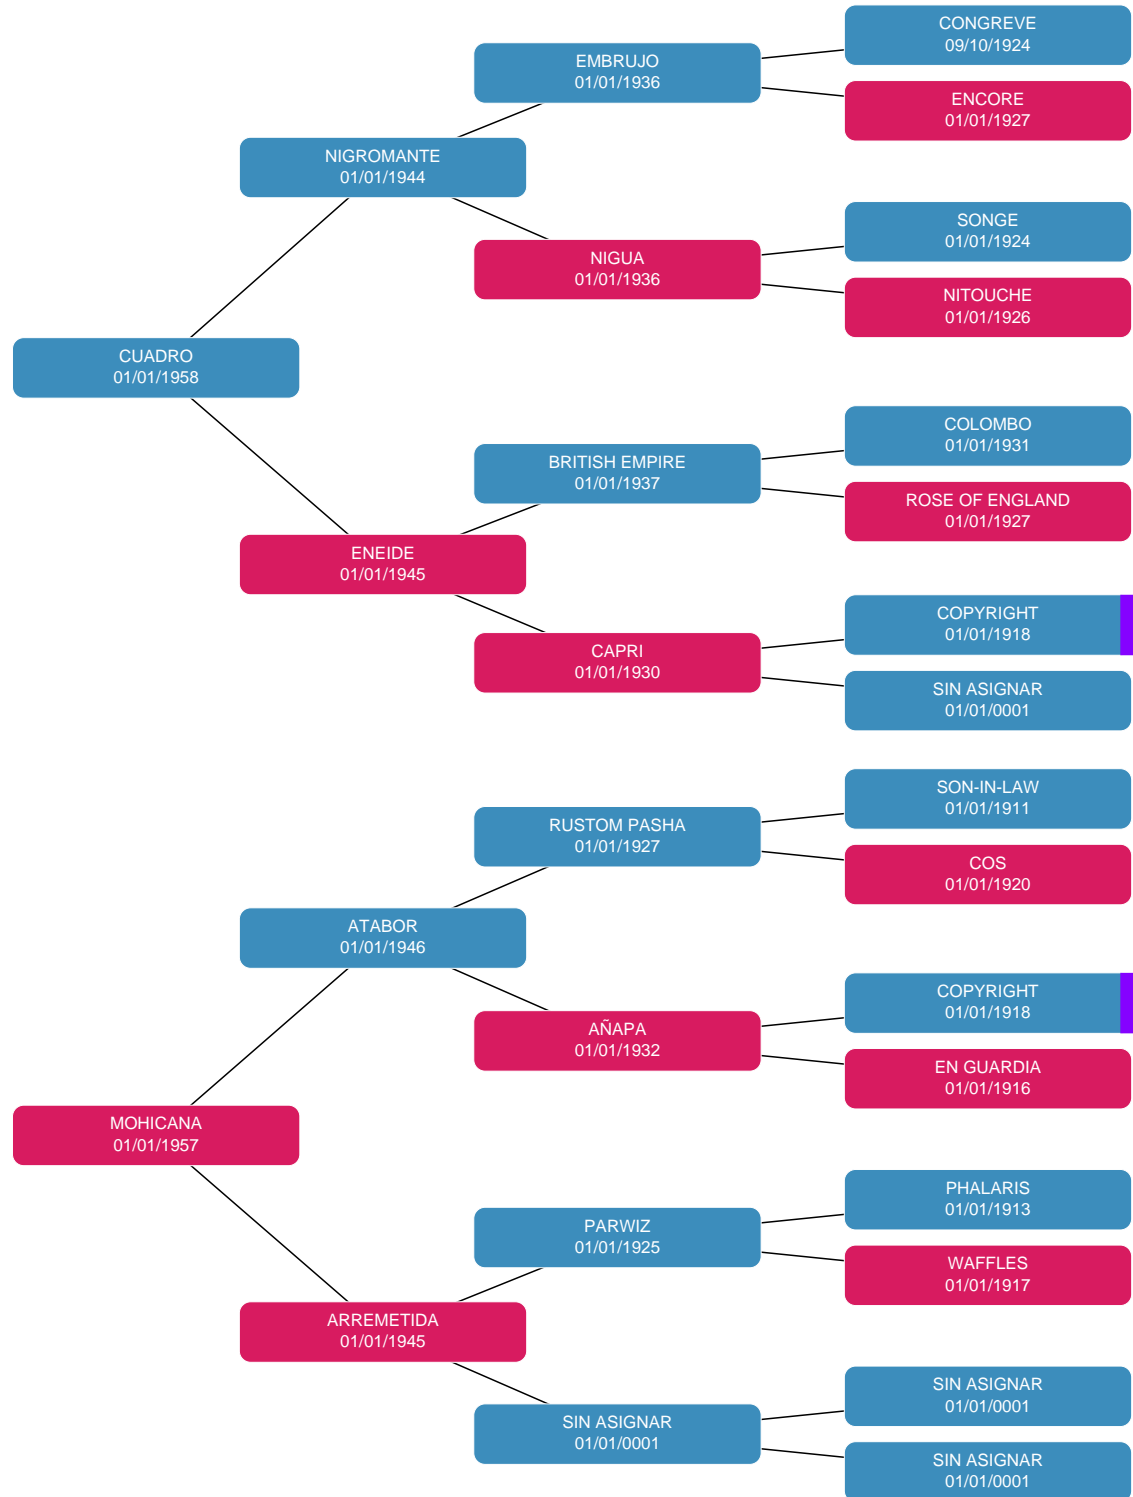 CONGREVE
09/10/1924
EMBRUJO
01/01/1936
ENCORE
01/01/1927
NIGROMANTE
01/01/1944
SONGE
01/01/1924
NIGUA
01/01/1936
NITOUCHE
01/01/1926
CUADRO
01/01/1958
COLOMBO
01/01/1931
BRITISH EMPIRE
01/01/1937
ROSE OF ENGLAND
01/01/1927
ENEIDE
01/01/1945
COPYRIGHT
01/01/1918
CAPRI
01/01/1930
SIN ASIGNAR
01/01/0001
SON-IN-LAW
01/01/1911
RUSTOM PASHA
01/01/1927
COS
01/01/1920
ATABOR
01/01/1946
COPYRIGHT
01/01/1918
AÑAPA
01/01/1932
EN GUARDIA
01/01/1916
MOHICANA
01/01/1957
PHALARIS
01/01/1913
PARWIZ
01/01/1925
WAFFLES
01/01/1917
ARREMETIDA
01/01/1945
SIN ASIGNAR
01/01/0001
SIN ASIGNAR
01/01/0001
SIN ASIGNAR
01/01/0001